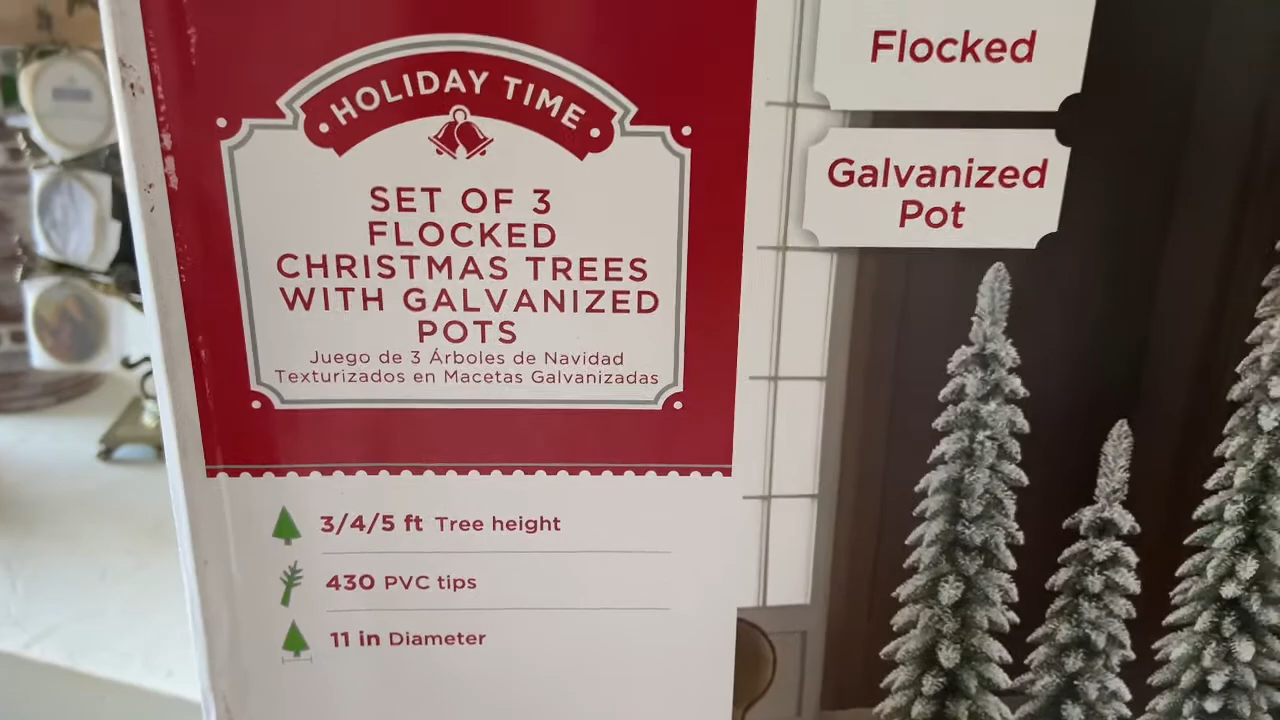 HOLIDAY TIME
SET OF 3
FLOCKED
CHRISTMAS TREES
WITH GALVANIZED
POTS
Juego de 3 Árboles de Navidad
Texturizados en Macetas Galvanizadas
3/4/5 ft Tree height
430 PVC tips
11 in Diameter
Flocked
Galvanized
Pot